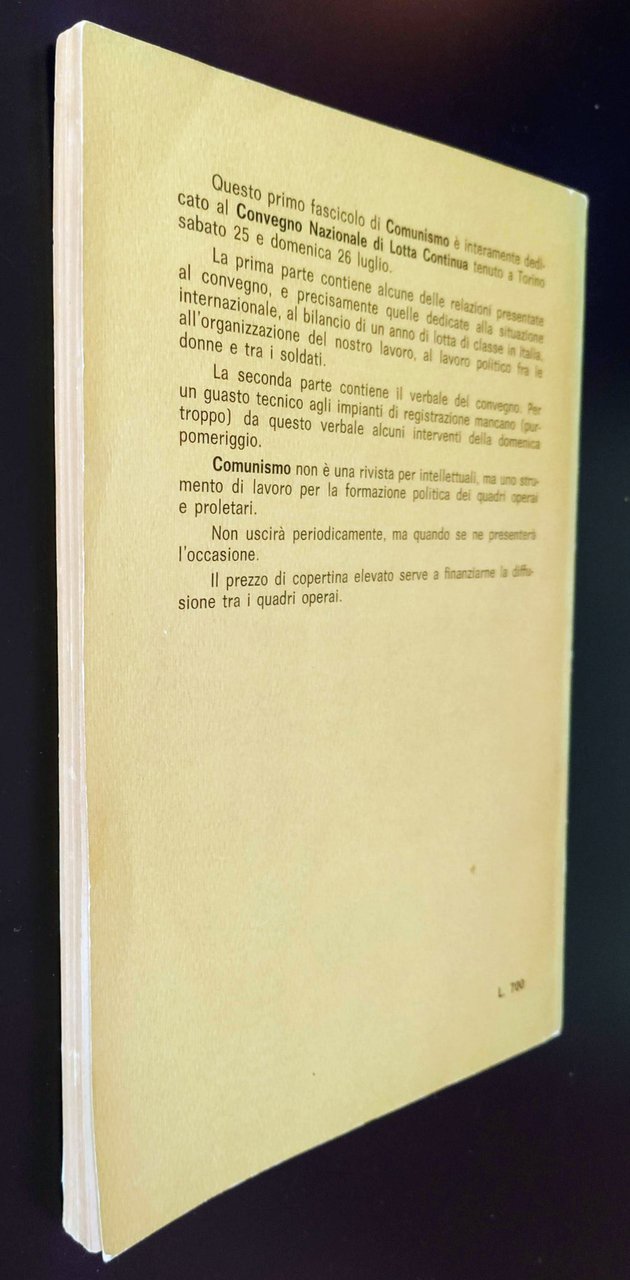 Questo primo fascicolo di Comunismo è interamente dedi-
cato al Convegno Nazionale di Lotta Continua tenuto a Torino
sabato 25 e domenica 26 luglio.
La prima parte contiene alcune delle relazioni presentate
al convegno, e precisamente quelle dedicate alla situazione
internazionale, al bilancio di un anno di lotta di classe in Italia,
all'organizzazione del nostro lavoro, al lavoro politico fra le
donne e tra i soldati.
La seconda parte contiene il verbale del convegno. Per
un guasto tecnico agli impianti di registrazione mancano (pur-
troppo) da questo verbale alcuni interventi della domenica
pomeriggio.
Comunismo non è una rivista per intellettuali, ma uno stru-
mento di lavoro per la formazione politica dei quadri operai
e proletari.
Non uscirà periodicamente, ma quando se ne presenterà
l'occasione.
Il prezzo di copertina elevato serve a finanziarne la diffu-
sione tra i quadri operai.
L. 700